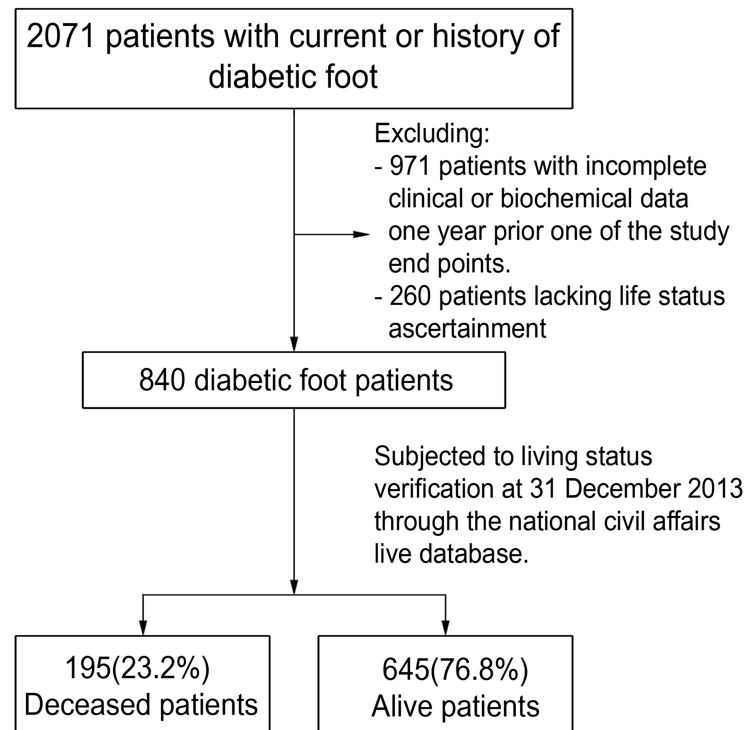 2071 patients with current or history of
diabetic foot
Excluding:
- 971 patients with incomplete
clinical or biochemical data
one year prior one of the study
end points.
- 260 patients lacking life status
ascertainment
840 diabetic foot patients
Subjected to living status
verification at 31 December 2013
through the national civil affairs
live database.
195(23.2%)
Deceased patients
645(76.8%)
Alive patients